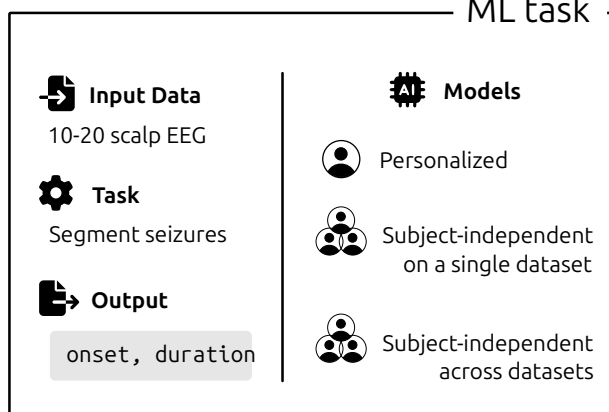 ML task
Input Data
10-20 scalp EEG
Task
Segment seizures
Output
onset, duration
AI
Models
Personalized
Subject-independent
on a single dataset
Subject-independent
across datasets